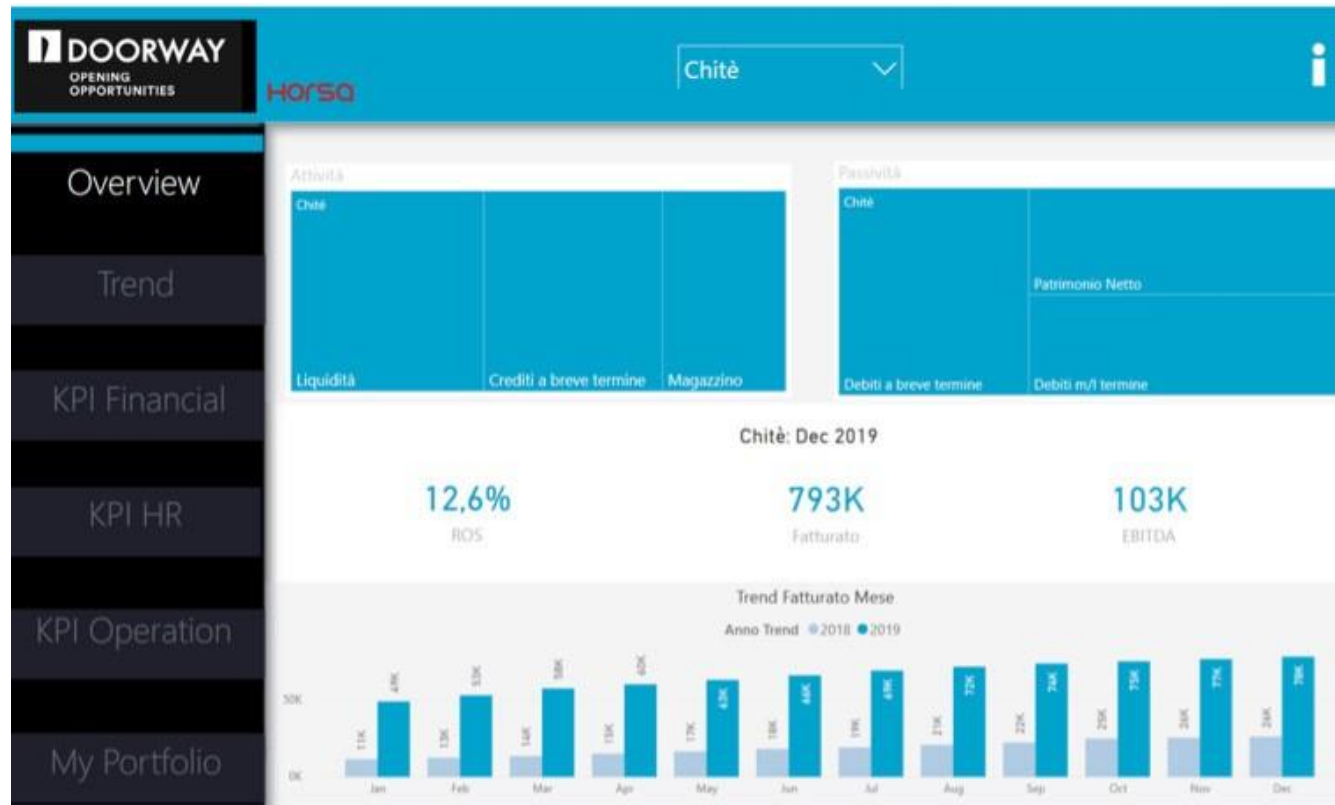 DOORWAY
OPENING
OPPORTUNITIES
Horsa
Chitè
Overview
Trend
KPI Financial
KPI HR
KPI Operation
My Portfolio
Attività
Chitè
Liquidità
Crediti a breve termine
Magazzino
Passività
Chitè
Debiti a breve termine
Patrimonio Netto
Debiti m/l termine
Chitè: Dec 2019
12,6%
ROS
793K
Fatturato
103K
EBITDA
Trend Fatturato Mese
Anno Trend 2018 2019
50K
0K
11K 49K
13K 53K
14K 58K
15K 60K
17K 63K
18K 66K
19K 69K
21K 72K
22K 74K
25K 75K
26K 77K
26K 78K
Jan Feb Mar Apr May Jun Jul Aug Sep Oct Nov Dec